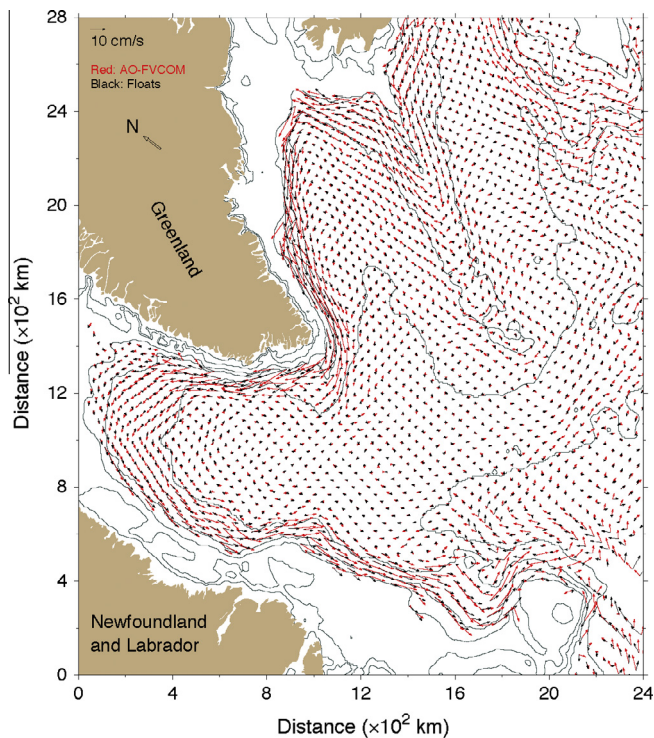 28
24
20
16
12
8
4
0
Distance (×10² km)
10 cm/s
Red: AO-FVCOM
Black: Floats
N
Greenland
Newfoundland
and Labrador
0 4 8 12 16 20 24
Distance (×10² km)